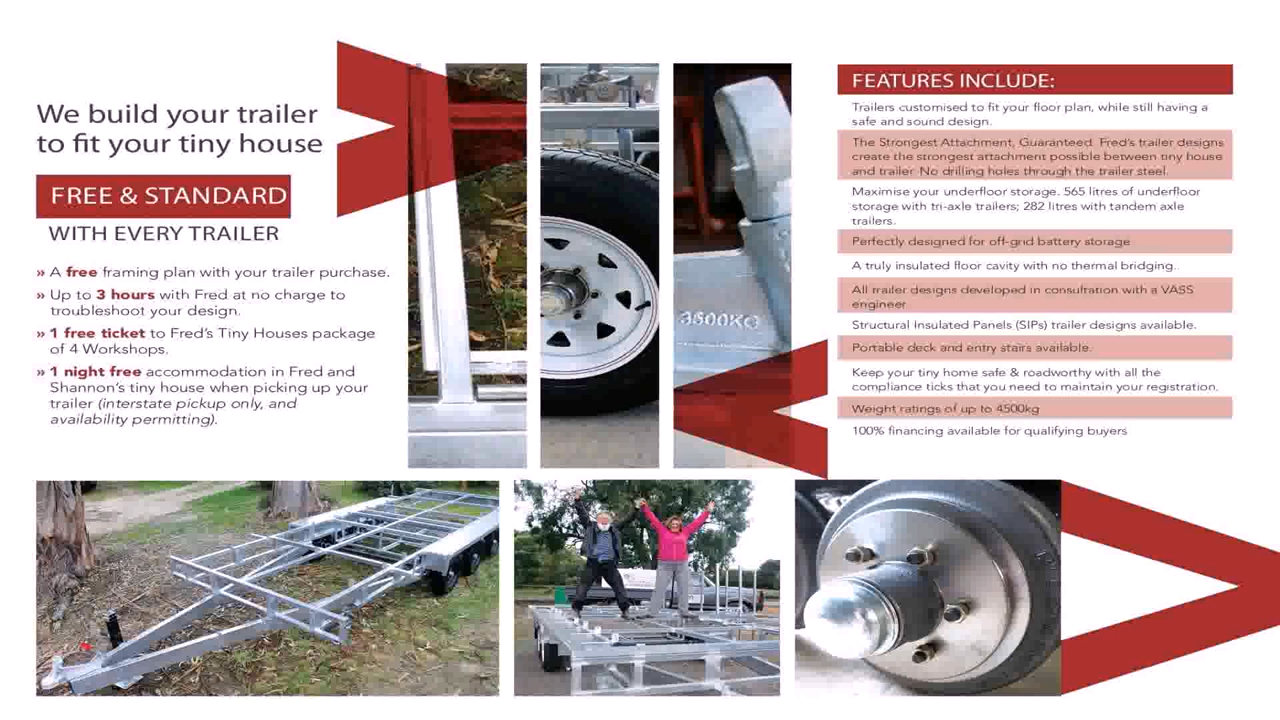 We build your trailer
to fit your tiny house
FREE & STANDARD
WITH EVERY TRAILER
» A free framing plan with your trailer purchase.
» Up to 3 hours with Fred at no charge to
troubleshoot your design.
» 1 free ticket to Fred's Tiny Houses package
of 4 Workshops.
» 1 night free accommodation in Fred and
Shannon's tiny house when picking up your
trailer (interstate pickup only, and
availability permitting).
3500KG
FEATURES INCLUDE:
Trailers customised to fit your floor plan, while still having a
safe and sound design.
The Strongest Attachment, Guaranteed. Fred's trailer designs
create the strongest attachment possible between tiny house
and trailer. No drilling holes through the trailer steel.
Maximise your underfloor storage. 565 litres of underfloor
storage with tri-axle trailers; 282 litres with tandem axle
trailers.
Perfectly designed for off-grid battery storage
A truly insulated floor cavity with no thermal bridging.
All trailer designs developed in consultation with a VASS
engineer.
Structural Insulated Panels (SIPs) trailer designs available.
Portable deck and entry stairs available.
Keep your tiny home safe & roadworthy with all the
compliance ticks that you need to maintain your registration.
Weight ratings of up to 4500kg
100% financing available for qualifying buyers